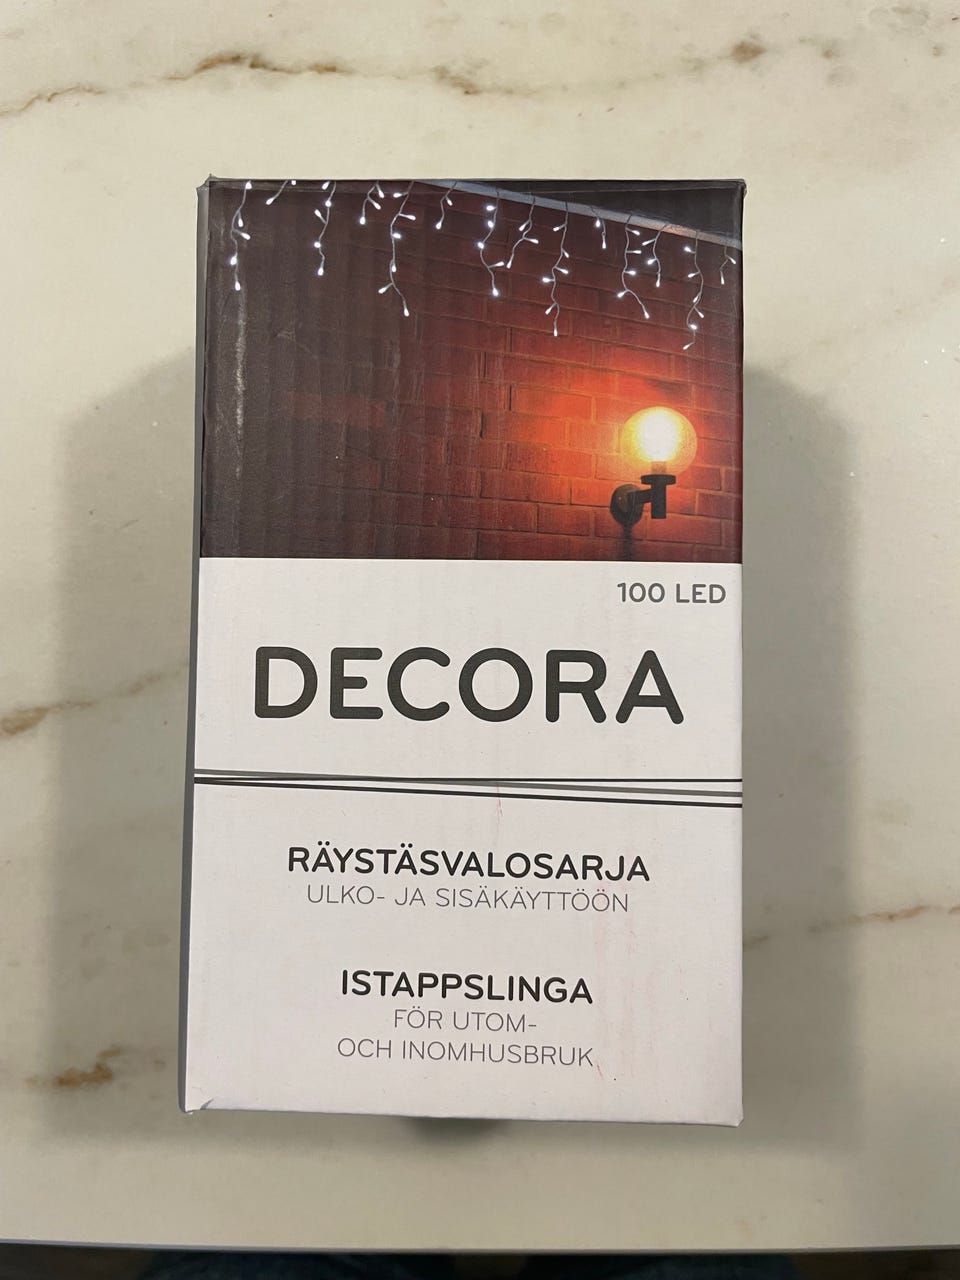 100 LED
DECORA
RÄYSTÄSVALOSARJA
ULKO- JA SISÄKÄYTTÖÖN
ISTAPPSLINGA
FÖR UTOM-
OCH INOMHUSBRUK